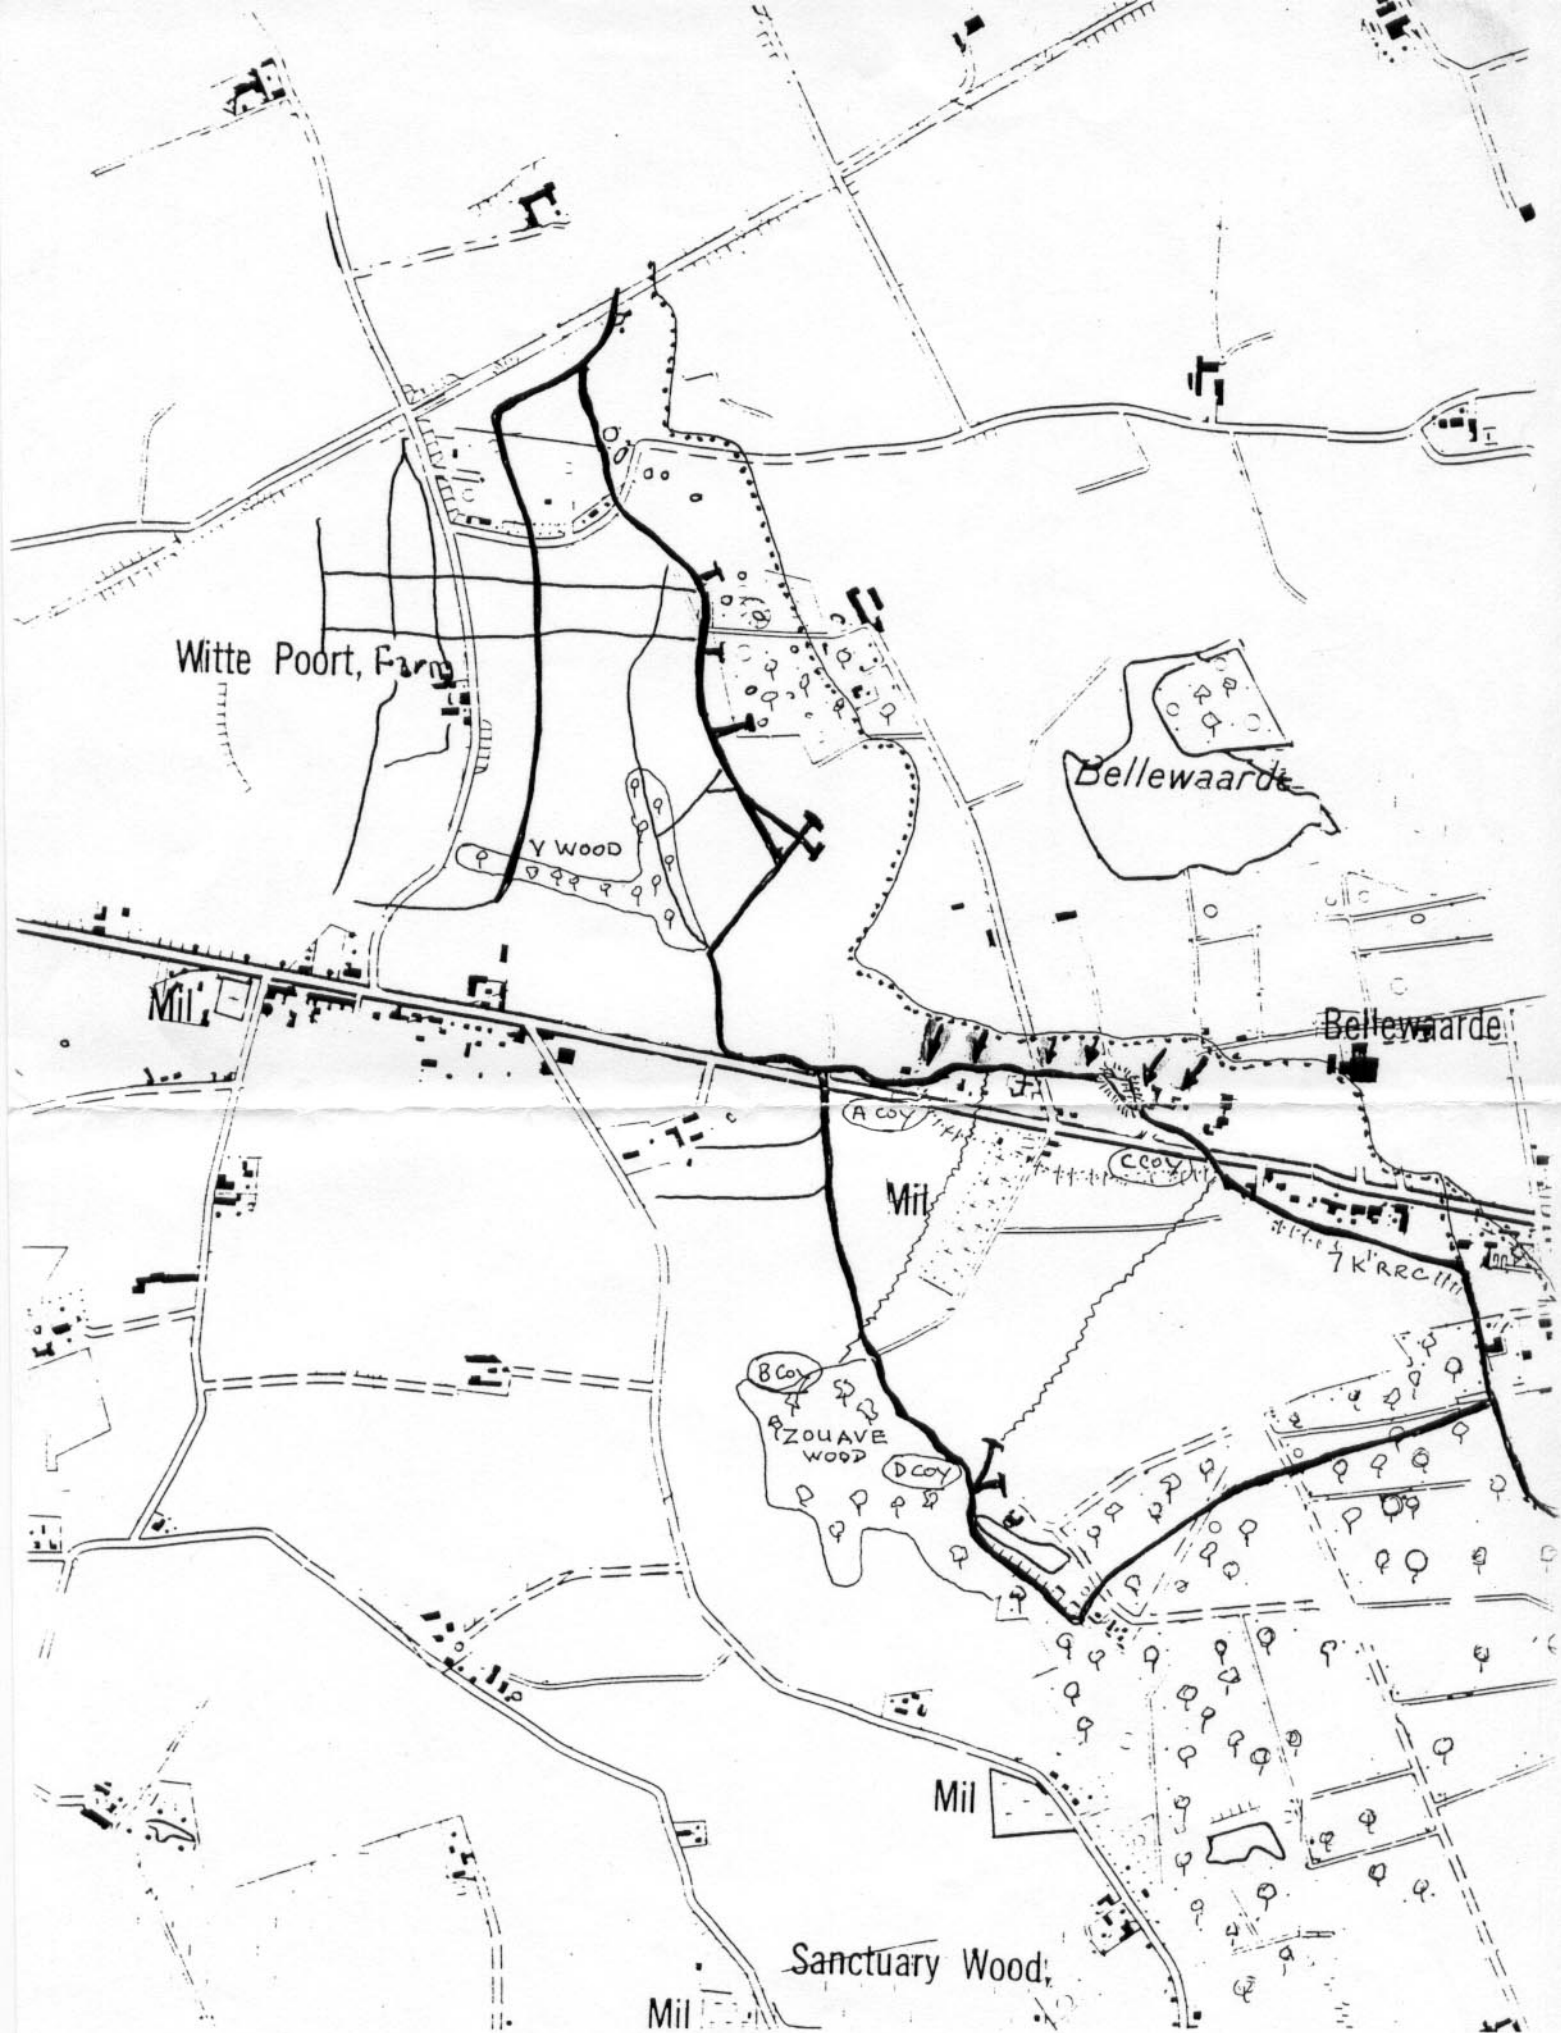 Witte Poort, Farm
Bellewaarde
Y WOOD
Mil
Bellewaarde
A COY
C COY
Mil
7 K RRC
B COY
ZOUAVE
WOOD
D COY
Mil
Sanctuary Wood,
Mil